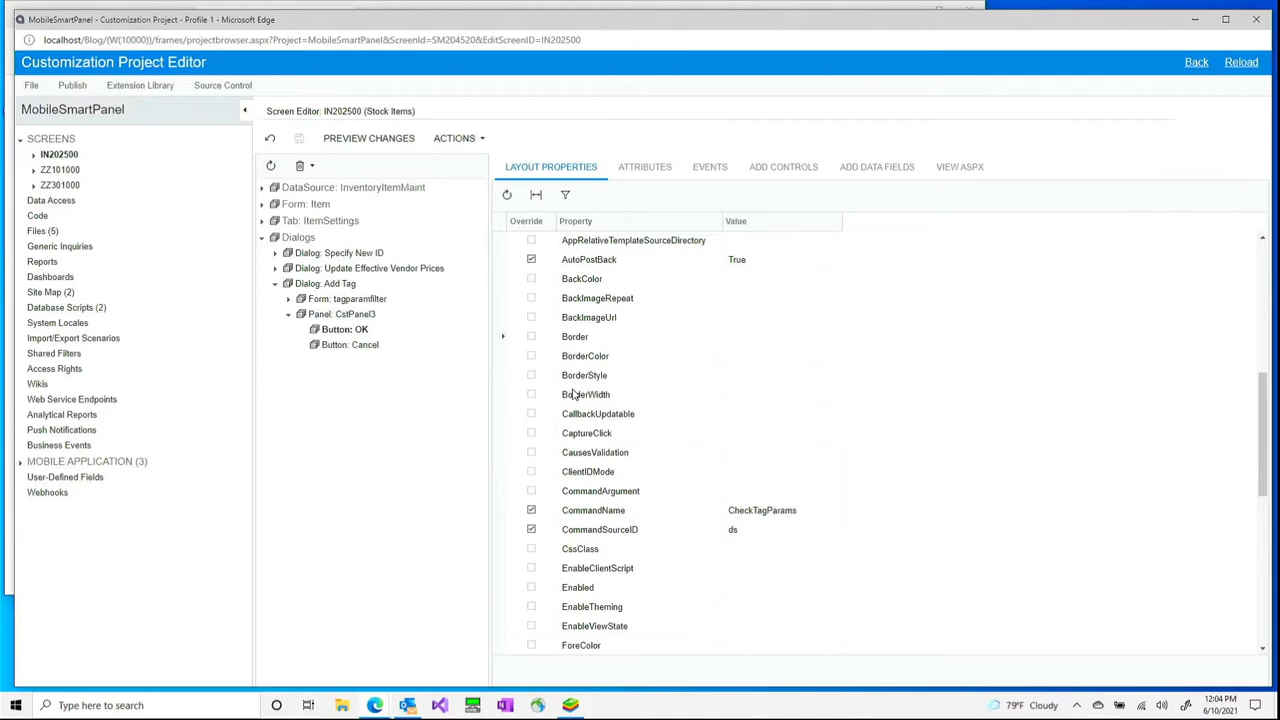 MobileSmartPanel - Customization Project - Profile 1 - Microsoft Edge
localhost/Blog/(W(10000))/frames/projectbrowser.aspx?Project=MobileSmartPanel&ScreenId=SM204520&EditScreenID=IN202500
Customization Project Editor
Back
Reload
File
Publish
Extension Library
Source Control
MobileSmartPanel
SCREENS
IN202500
ZZ101000
ZZ301000
Data Access
Code
Files (5)
Generic Inquiries
Reports
Dashboards
Site Map (2)
Database Scripts (2)
System Locales
Import/Export Scenarios
Shared Filters
Access Rights
Wikis
Web Service Endpoints
Analytical Reports
Push Notifications
Business Events
MOBILE APPLICATION (3)
User-Defined Fields
Webhooks
Screen Editor: IN202500 (Stock Items)
PREVIEW CHANGES
ACTIONS
DataSource: InventoryItemMaint
Form: Item
Tab: ItemSettings
Dialogs
Dialog: Specify New ID
Dialog: Update Effective Vendor Prices
Dialog: Add Tag
Form: tagparamfilter
Panel: CstPanel3
Button: OK
Button: Cancel
LAYOUT PROPERTIES
ATTRIBUTES
EVENTS
ADD CONTROLS
ADD DATA FIELDS
VIEW ASPX
Override Property Value
AppRelativeTemplateSourceDirectory
AutoPostBack True
BackColor
BackImageRepeat
BackImageUrl
Border
BorderColor
BorderStyle
BorderWidth
CallbackUpdatable
CaptureClick
CausesValidation
ClientIDMode
CommandArgument
CommandName CheckTagParams
CommandSourceID ds
CssClass
EnableClientScript
Enabled
EnableTheming
EnableViewState
ForeColor
Type here to search
79°F Cloudy
12:04 PM
6/10/2021